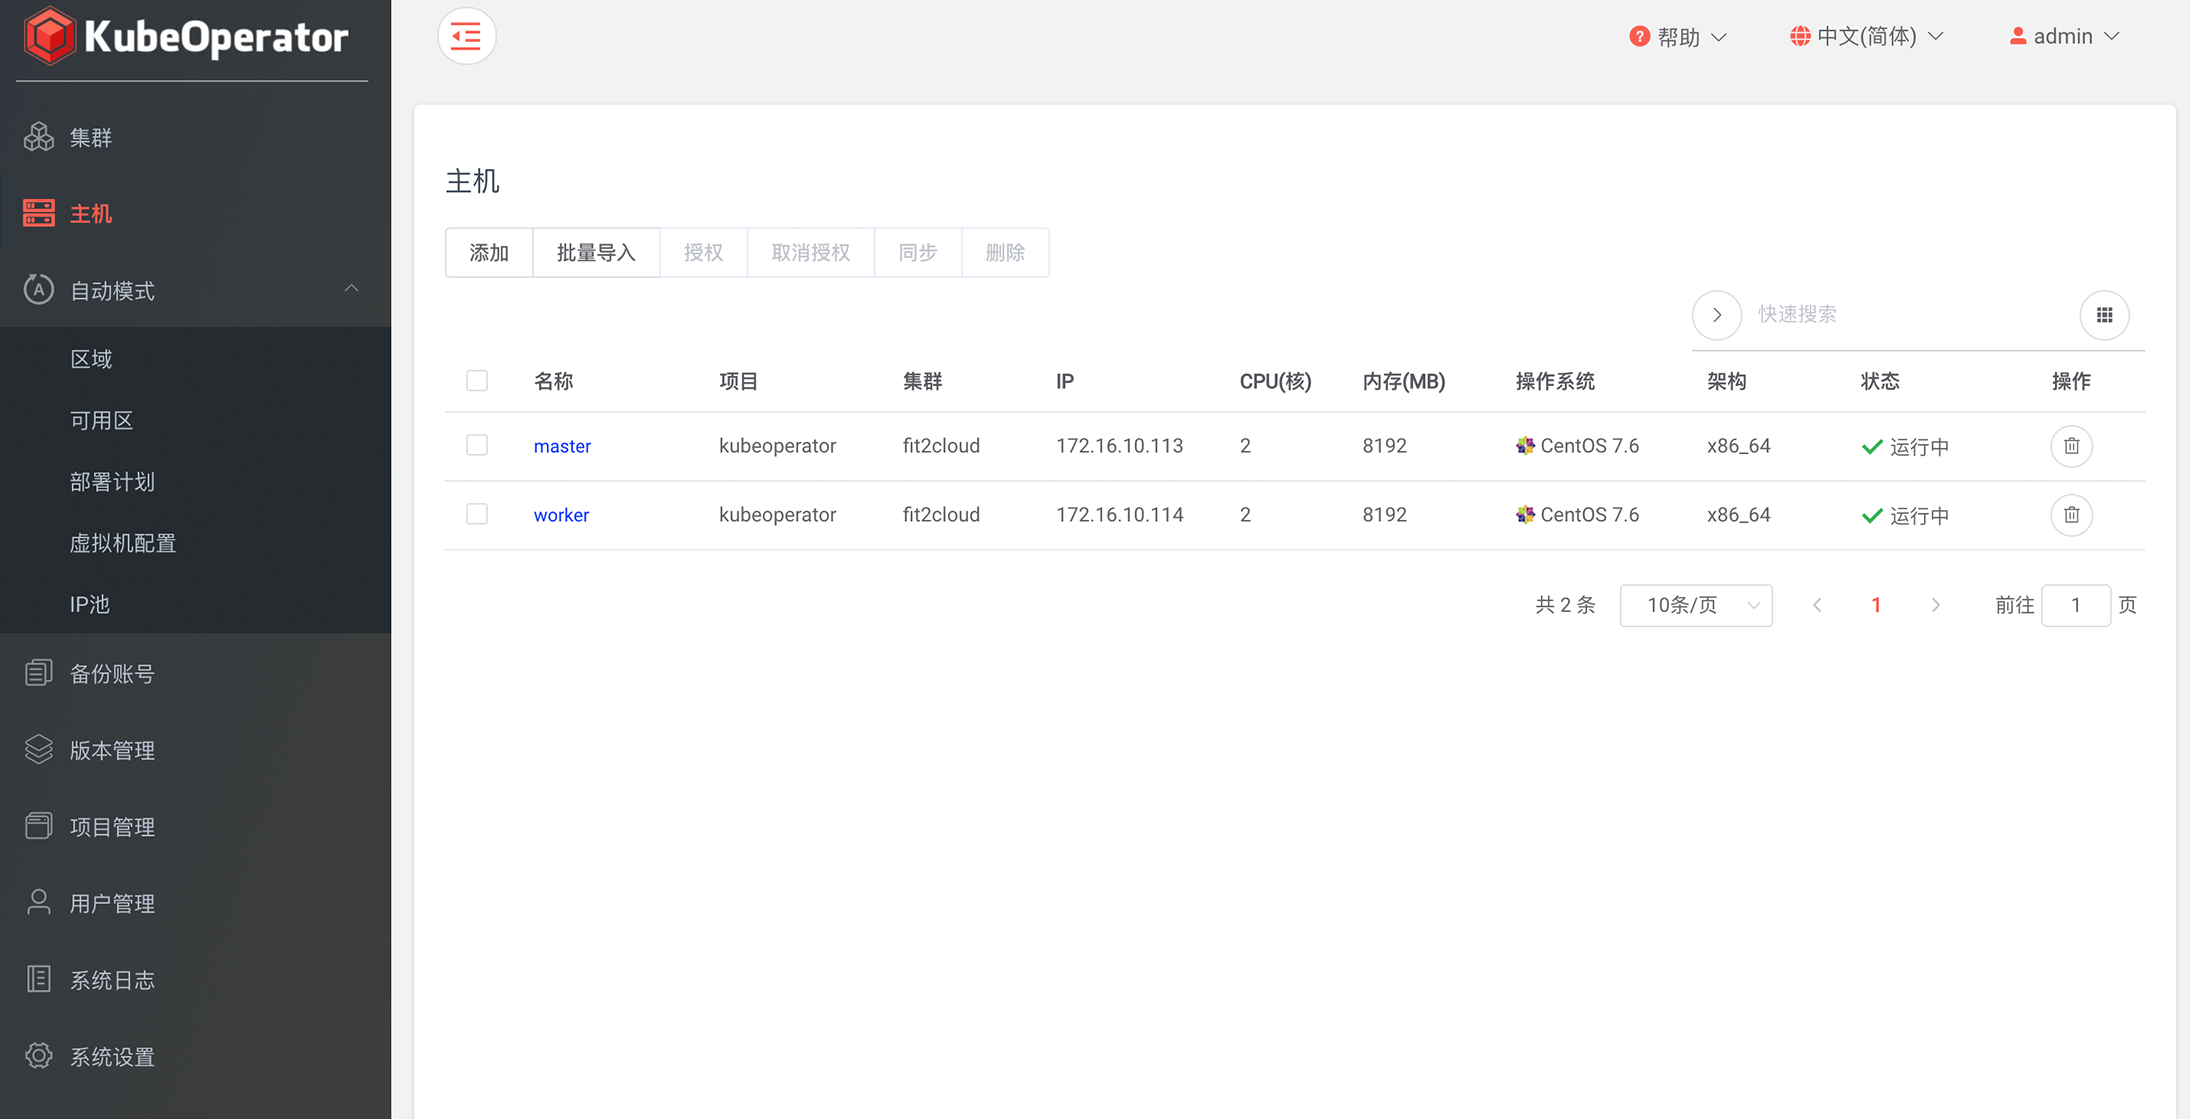 KubeOperator
集群
主机
自动模式
区域
可用区
部署计划
虚拟机配置
IP池
备份账号
版本管理
项目管理
用户管理
系统日志
系统设置
帮助 中文(简体) admin
主机
添加 批量导入 授权 取消授权 同步 删除
快速搜索
名称 项目 集群 IP CPU(核) 内存(MB) 操作系统 架构 状态 操作
master kubeoperator fit2cloud 172.16.10.113 2 8192 CentOS 7.6 x86_64 运行中
worker kubeoperator fit2cloud 172.16.10.114 2 8192 CentOS 7.6 x86_64 运行中
共 2 条 10条/页 1 前往 1 页